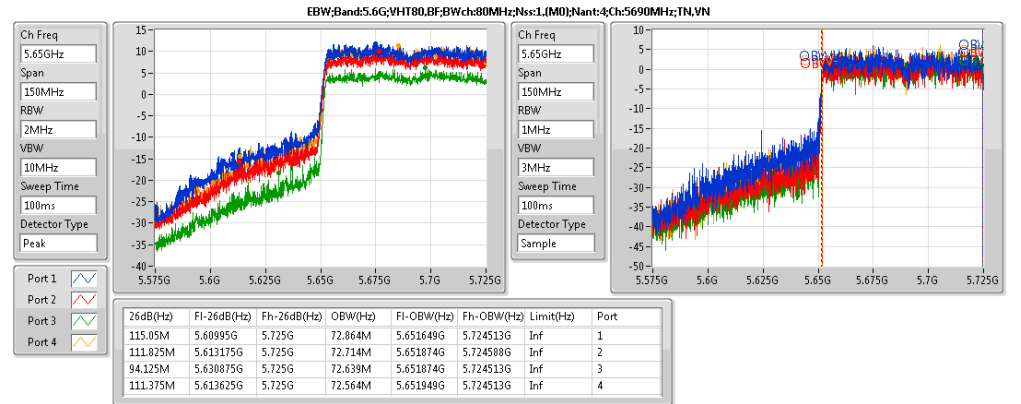 EBW;Band:5.6G;VHT80,BF;BWch:80MHz;Nss:1,(M0);Nant:4;Ch:5690MHz;TN,VN
Ch Freq
5.65GHz
Span
150MHz
RBW
2MHz
VBW
10MHz
Sweep Time
100ms
Detector Type
Peak
15
10
5
0
-5
-10
-15
-20
-25
-30
-35
-40
5.575G 5.6G 5.625G 5.65G 5.675G 5.7G 5.725G
Ch Freq
5.65GHz
Span
150MHz
RBW
1MHz
VBW
3MHz
Sweep Time
100ms
Detector Type
Sample
10
5
0
-5
-10
-15
-20
-25
-30
-35
-40
-45
-50
5.575G 5.6G 5.625G 5.65G 5.675G 5.7G 5.725G
Port 1
Port 2
Port 3
Port 4
26dB(Hz) Fl-26dB(Hz) Fh-26dB(Hz) OBW(Hz) Fl-OBW(Hz) Fh-OBW(Hz) Limit(Hz) Port
115.05M 5.60995G 5.725G 72.864M 5.651649G 5.724513G Inf 1
111.825M 5.613175G 5.725G 72.714M 5.651874G 5.724588G Inf 2
94.125M 5.630875G 5.725G 72.639M 5.651874G 5.724513G Inf 3
111.375M 5.613625G 5.725G 72.564M 5.651949G 5.724513G Inf 4